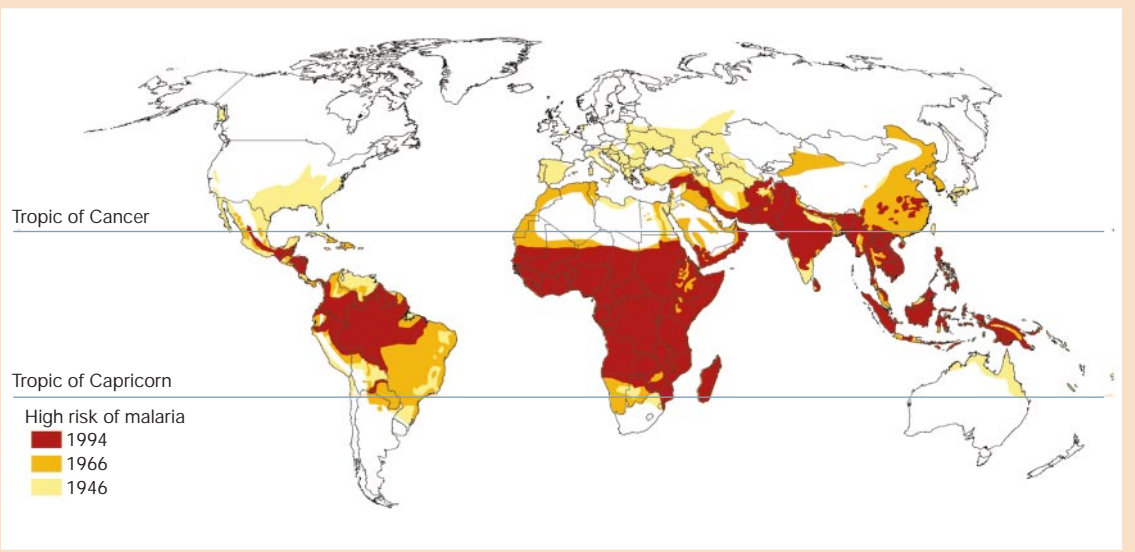 Tropic of Cancer
Tropic of Capricorn
High risk of malaria
1994
1966
1946